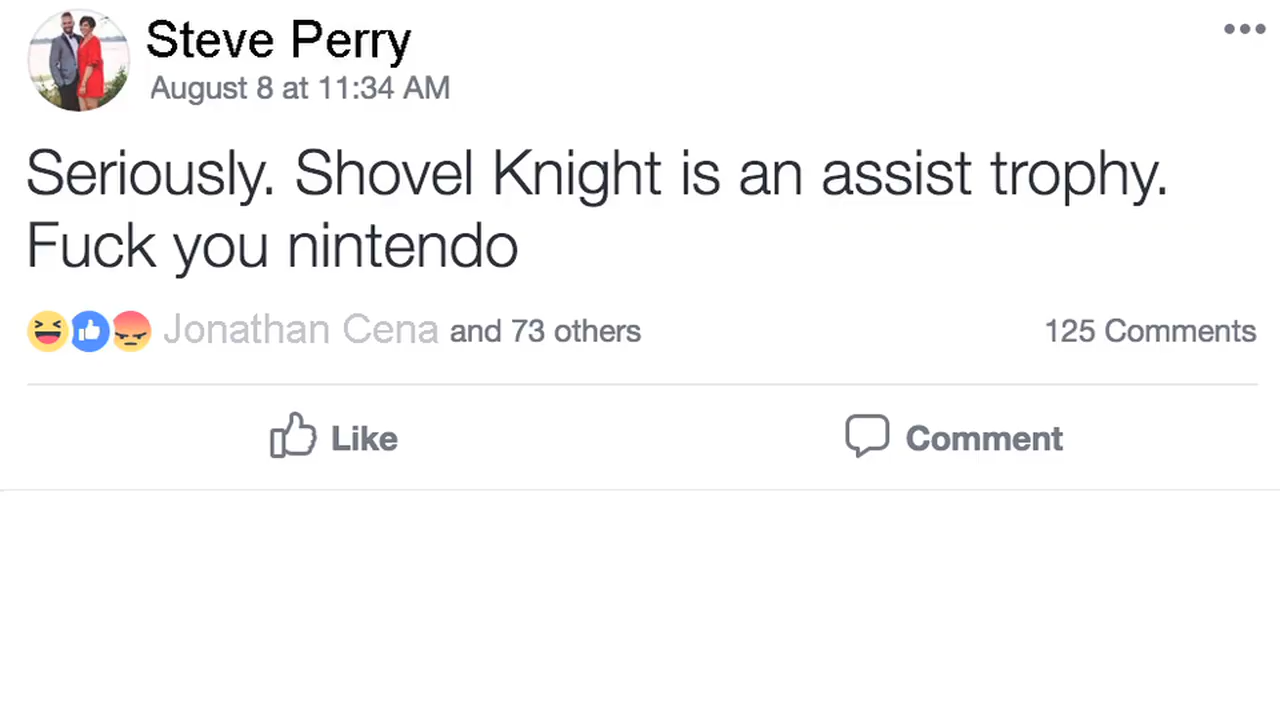 Steve Perry
August 8 at 11:34 AM
Seriously. Shovel Knight is an assist trophy.
Fuck you nintendo
Jonathan Cena and 73 others 125 Comments
Like Comment